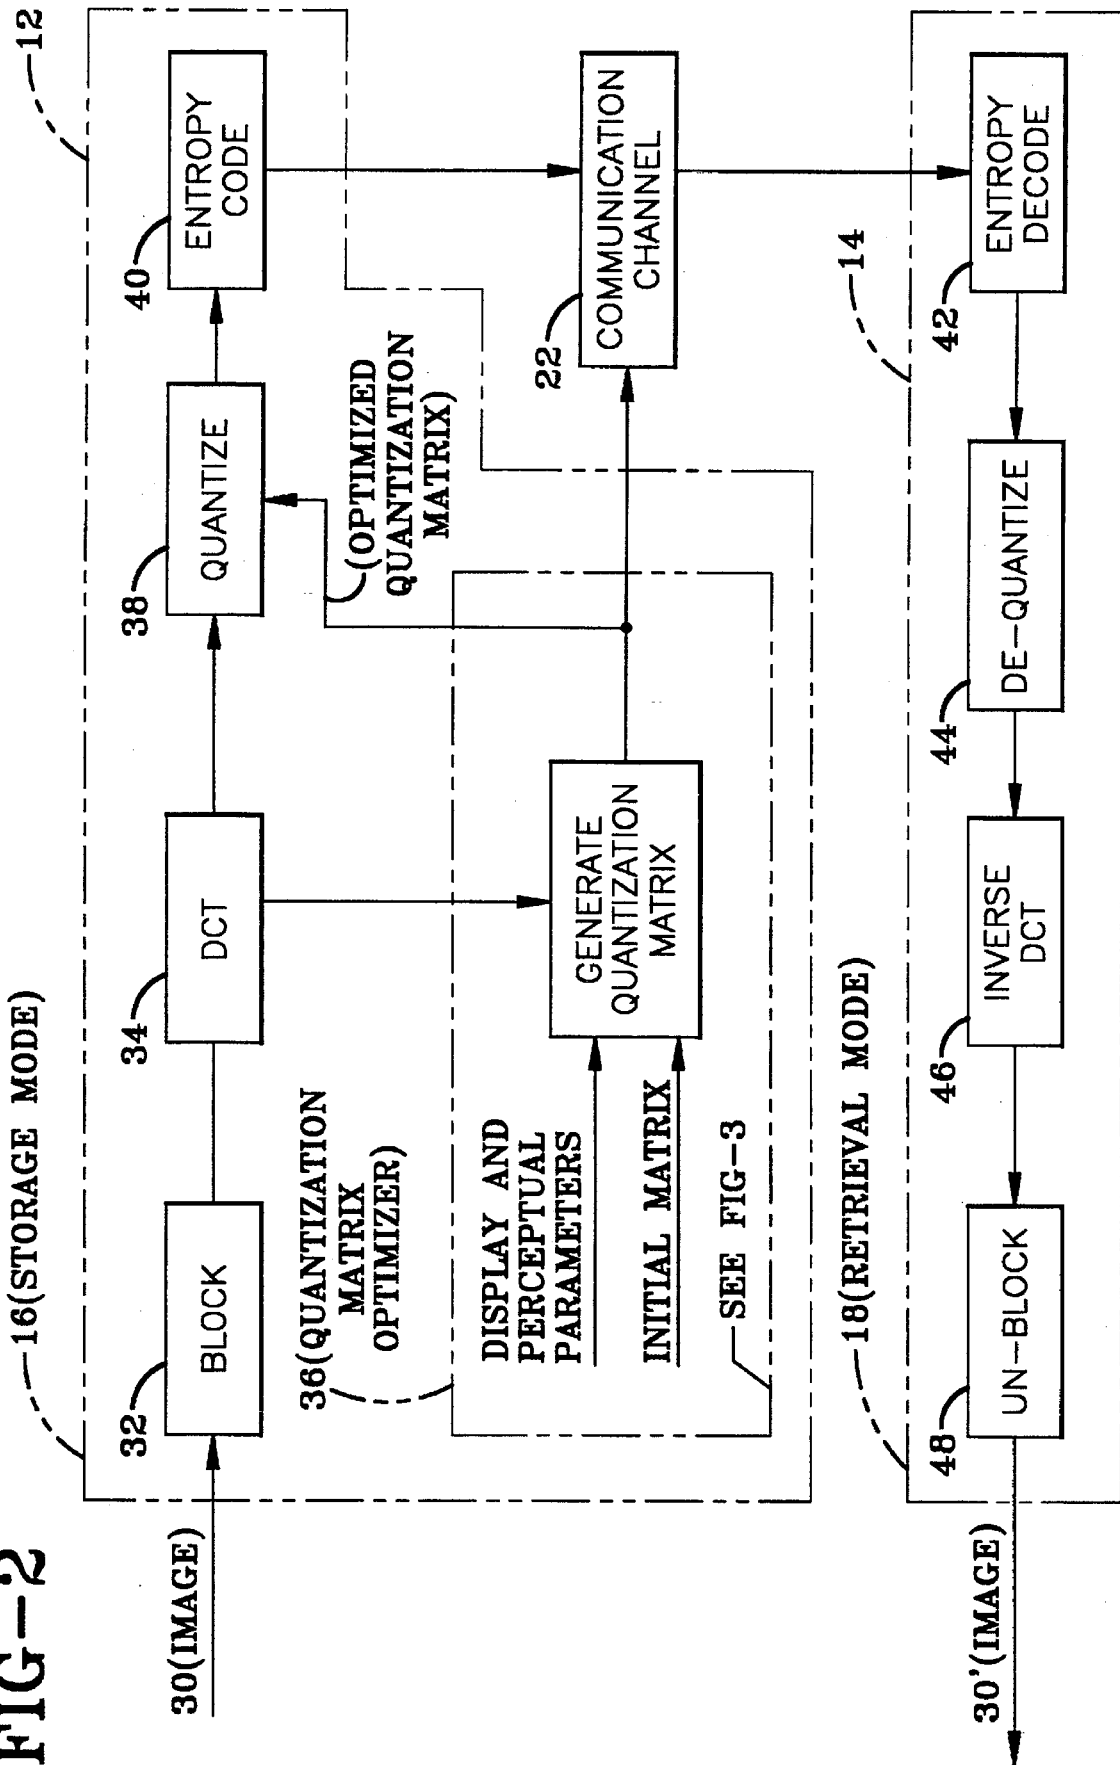 FIG-2
16(STORAGE MODE)
12
30(IMAGE)
32
BLOCK
34
DCT
38
QUANTIZE
40
ENTROPY
CODE
36(QUANTIZATION
MATRIX
OPTIMIZER)
(OPTIMIZED
QUANTIZATION
MATRIX)
DISPLAY AND
PERCEPTUAL
PARAMETERS
INITIAL MATRIX
GENERATE
QUANTIZATION
MATRIX
SEE FIG-3
22
COMMUNICATION
CHANNEL
18(RETRIEVAL MODE)
14
30'(IMAGE)
48
UN-BLOCK
46
INVERSE
DCT
44
DE-QUANTIZE
42
ENTROPY
DECODE